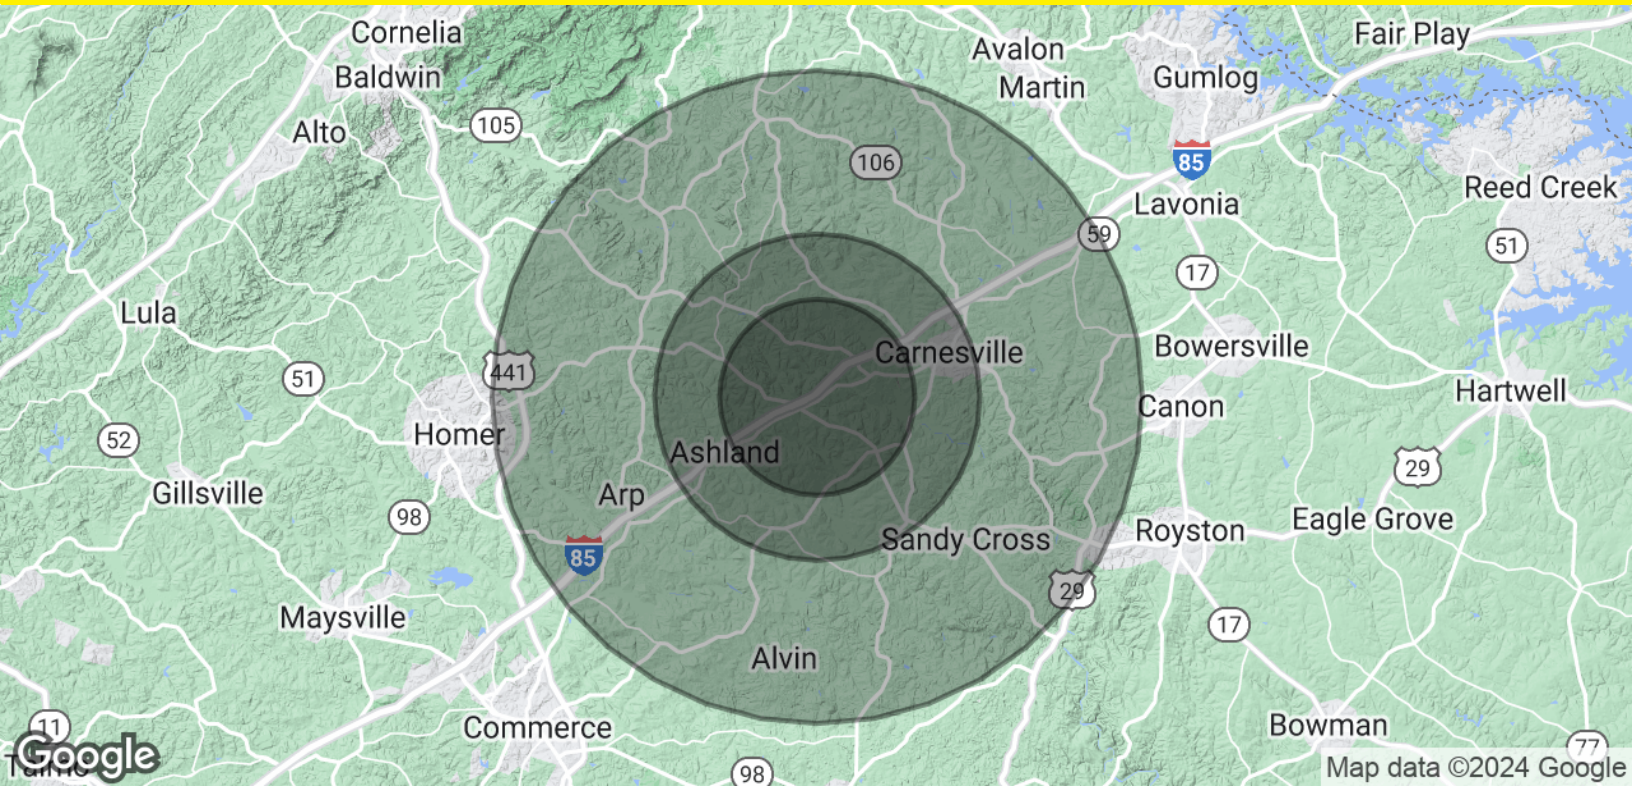 Cornelia
Fair Play
Avalon
Baldwin
Gumlog
Martin
105
Alto
106
85
Reed Creek
Lavonia
59
51
17
Lula
Bowersville
Carnesville
441
51
Hartwell
Canon
Homer
52
Ashland
29
Gillsville
Arp
98
Eagle Grove
Royston
Sandy Cross
85
29
Maysville
17
Alvin
11
Commerce
Bowman
77
Google
Talmo
98
Map data ©2024 Google